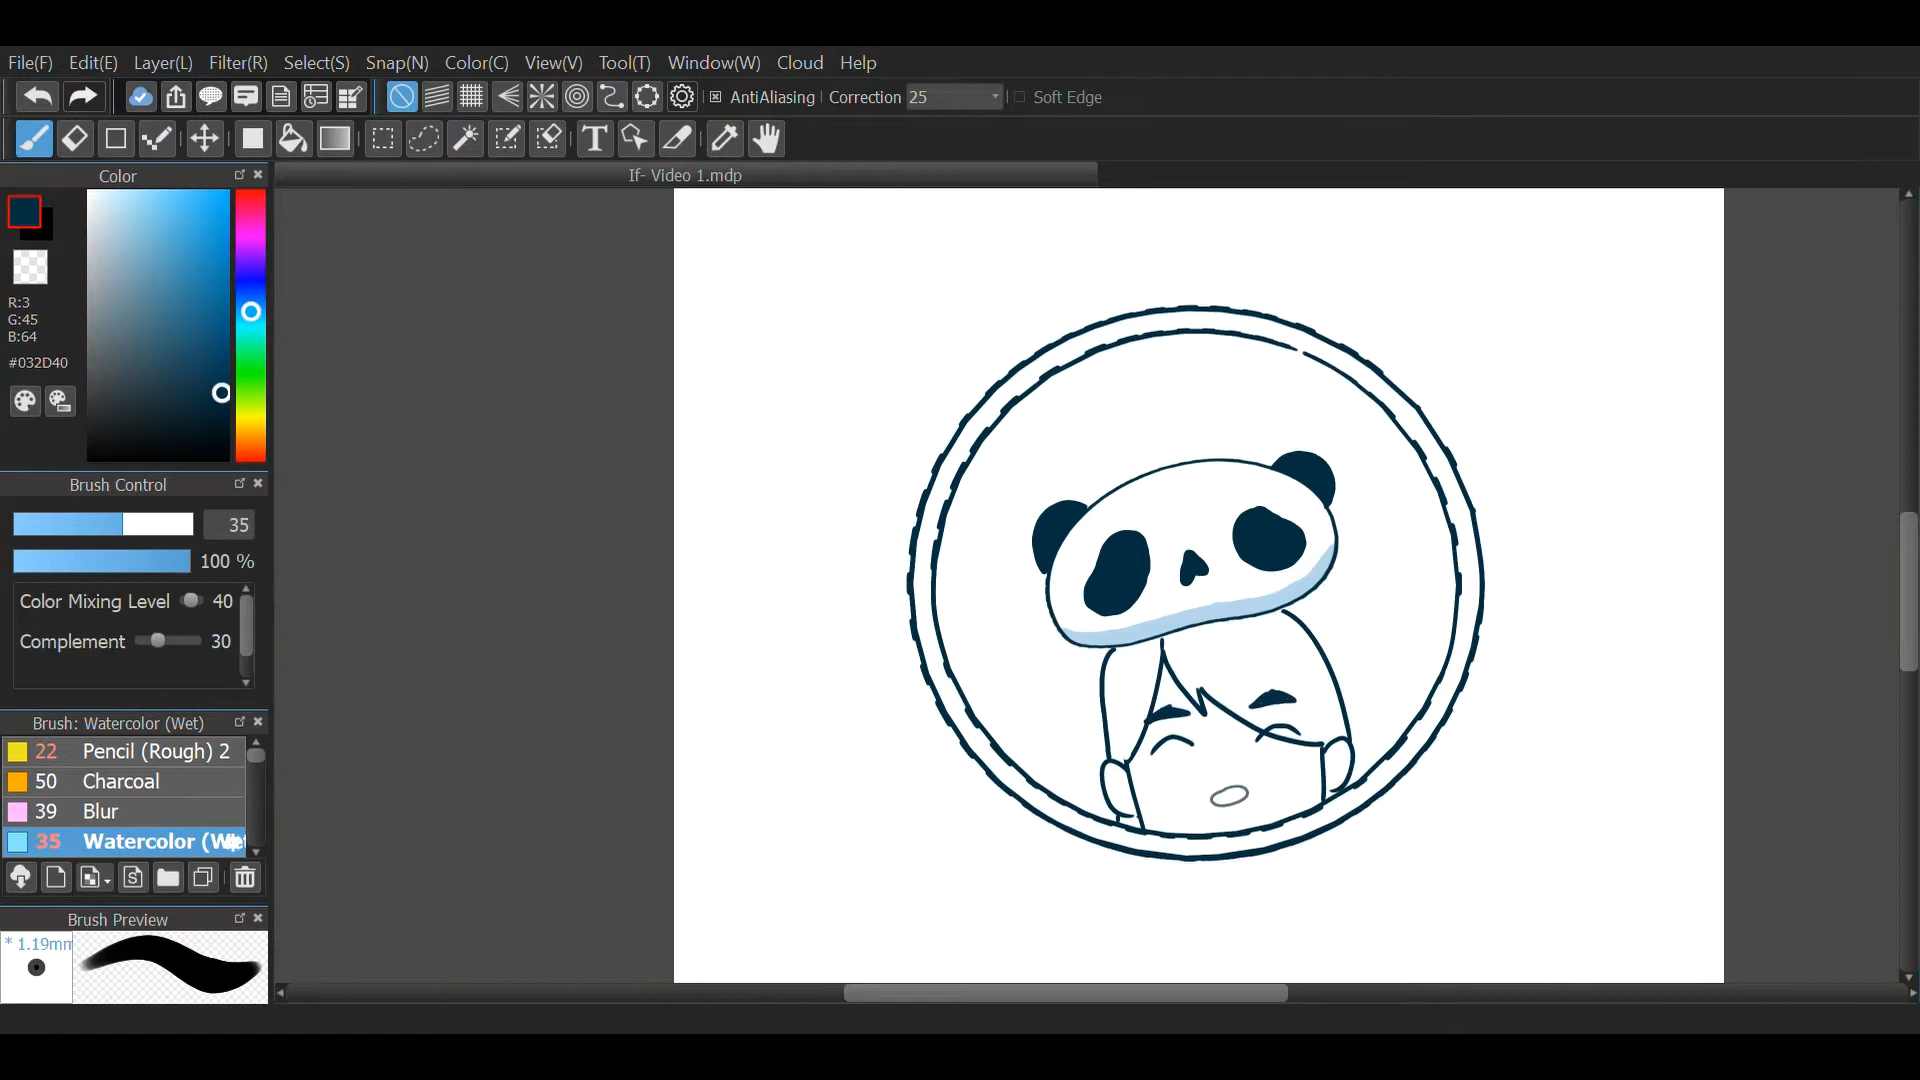 File(F) Edit(E) Layer(L) Filter(R) Select(S) Snap(N) Color(C) View(V) Tool(T) Window(W) Cloud Help
AntiAliasing Correction 25 Soft Edge
T
Color
If- Video 1.mdp
R:3
G:45
B:64
#032D40
Brush Control
35
100 %
Color Mixing Level 40
Complement 30
Brush: Watercolor (Wet)
22 Pencil (Rough) 2
50 Charcoal
39 Blur
35 Watercolor (Wet
S
Brush Preview
* 1.19mm